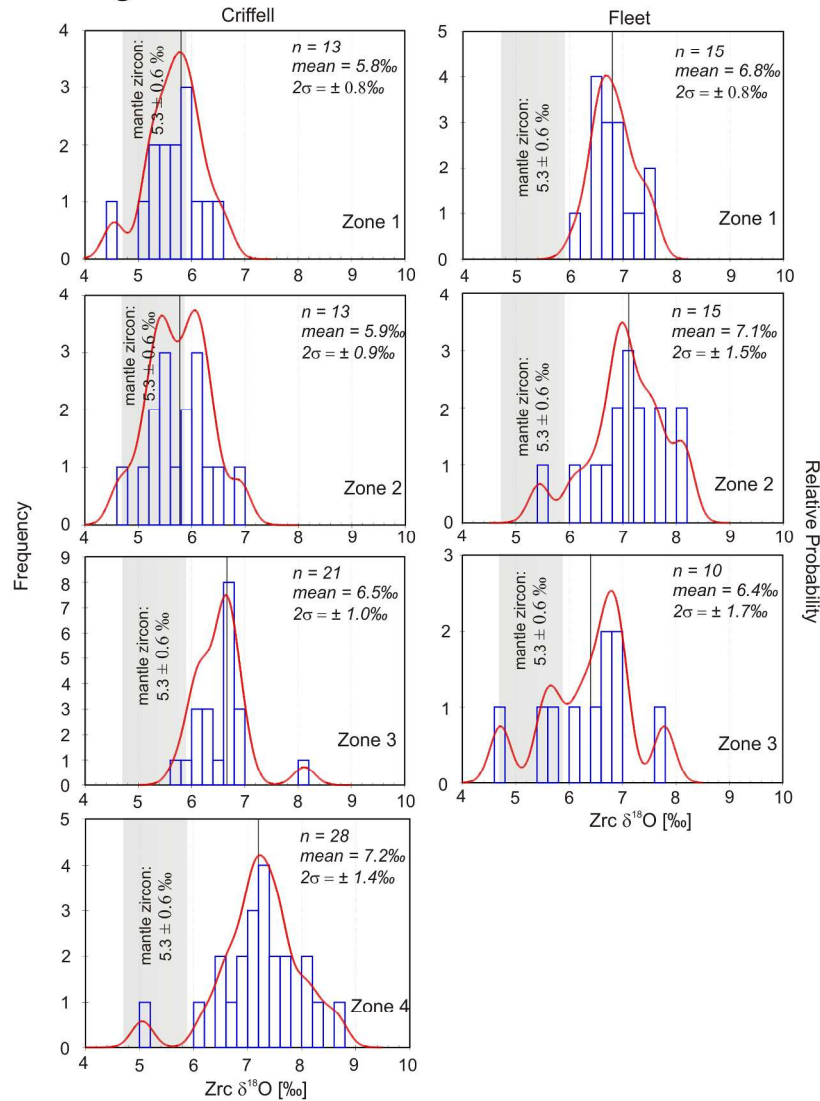 Criffell
Fleet
Frequency
Relative Probability
4
3
2
1
0
mantle zircon:
5.3 ± 0.6 ‰
n = 13
mean = 5.8‰
2σ = ± 0.8‰
Zone 1
4 5 6 7 8 9 10
5
4
3
2
1
0
mantle zircon:
5.3 ± 0.6 ‰
n = 15
mean = 6.8‰
2σ = ± 0.8‰
Zone 1
4 5 6 7 8 9 10
4
3
2
1
0
mantle zircon:
5.3 ± 0.6 ‰
n = 13
mean = 5.9‰
2σ = ± 0.9‰
Zone 2
4 5 6 7 8 9 10
4
3
2
1
0
mantle zircon:
5.3 ± 0.6 ‰
n = 15
mean = 7.1‰
2σ = ± 1.5‰
Zone 2
4 5 6 7 8 9 10
9
8
7
6
5
4
3
2
1
0
mantle zircon:
5.3 ± 0.6 ‰
n = 21
mean = 6.5‰
2σ = ± 1.0‰
Zone 3
4 5 6 7 8 9 10
3
2
1
0
mantle zircon:
5.3 ± 0.6 ‰
n = 10
mean = 6.4‰
2σ = ± 1.7‰
Zone 3
4 5 6 7 8 9 10
Zrc δ¹⁸O [‰]
5
4
3
2
1
0
mantle zircon:
5.3 ± 0.6 ‰
n = 28
mean = 7.2‰
2σ = ± 1.4‰
Zone 4
4 5 6 7 8 9 10
Zrc δ¹⁸O [‰]